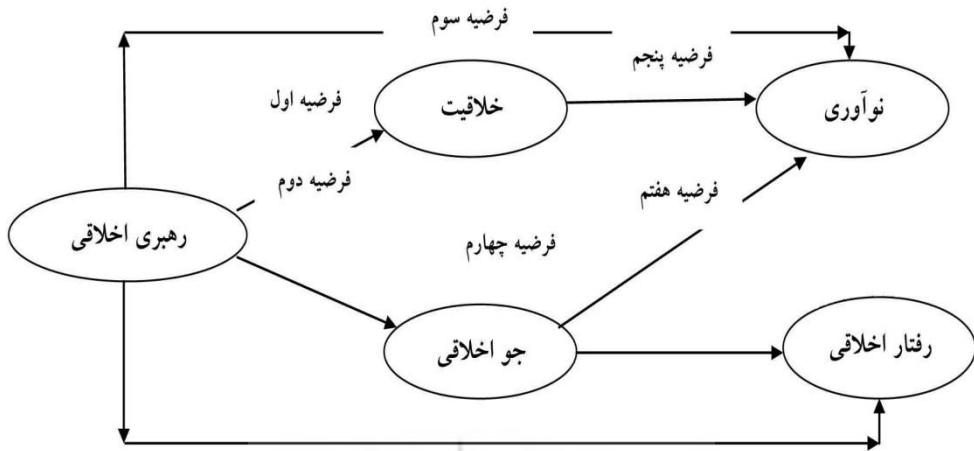 فرضیه سوم
فرضیه پنجم
نوآوری
خلاقیت
فرضیه اول
فرضیه دوم
فرضیه هفتم
رهبری اخلاقی
فرضیه چهارم
رفتار اخلاقی
جو اخلاقی